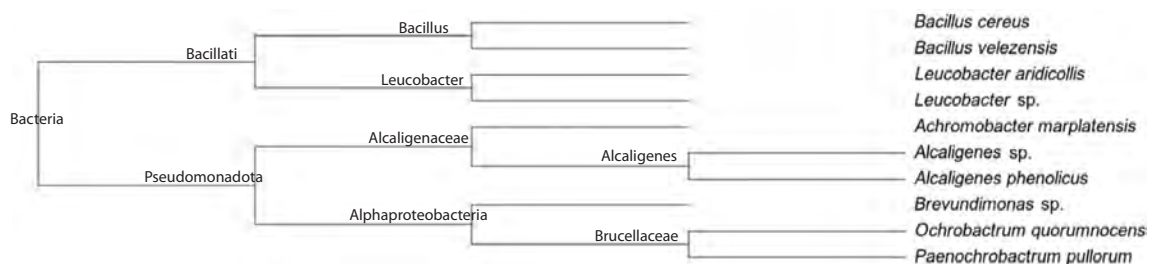 Bacillus cereus
Bacillus
Bacillus velezensis
Bacillati
Leucobacter aridicollis
Leucobacter
Leucobacter sp.
Bacteria
Achromobacter marplatensis
Alcaligenaceae
Alcaligenes sp.
Alcaligenes
Alcaligenes phenolicus
Pseudomonadota
Brevundimonas sp.
Alphaproteobacteria
Ochrobactrum quorumnocens
Brucellaceae
Paenochrobactrum pullorum